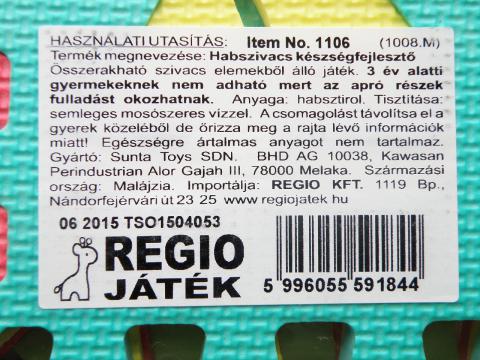 HASZNÁLATI UTASÍTÁS: Item No. 1106 (1008.M)
Termék megnevezése: Habszivacs készségfejlesztő
Összerakható szivacs elemekből álló játék. 3 év alatti
gyermekeknek nem adható mert az apró részek
fulladást okozhatnak. Anyaga: habsztirol. Tisztítása:
semleges mosószeres vízzel. A csomagolást távolítsa el a
gyerek közeléből de őrizza meg a rajta lévő információk
miatt! Egészségre ártalmas anyagot nem tartalmaz.
Gyártó: Sunta Toys SDN. BHD AG 10038, Kawasan
Perindustrian Alor Gajah III, 78000 Melaka. Származási
ország: Malájzia. Importálja: REGIO KFT. 1119 Bp.,
Nándorfejérvári út 23 25 www.regiojatek.hu
06 2015 TSO1504053
REGIO
JÁTÉK
5 996055 591844